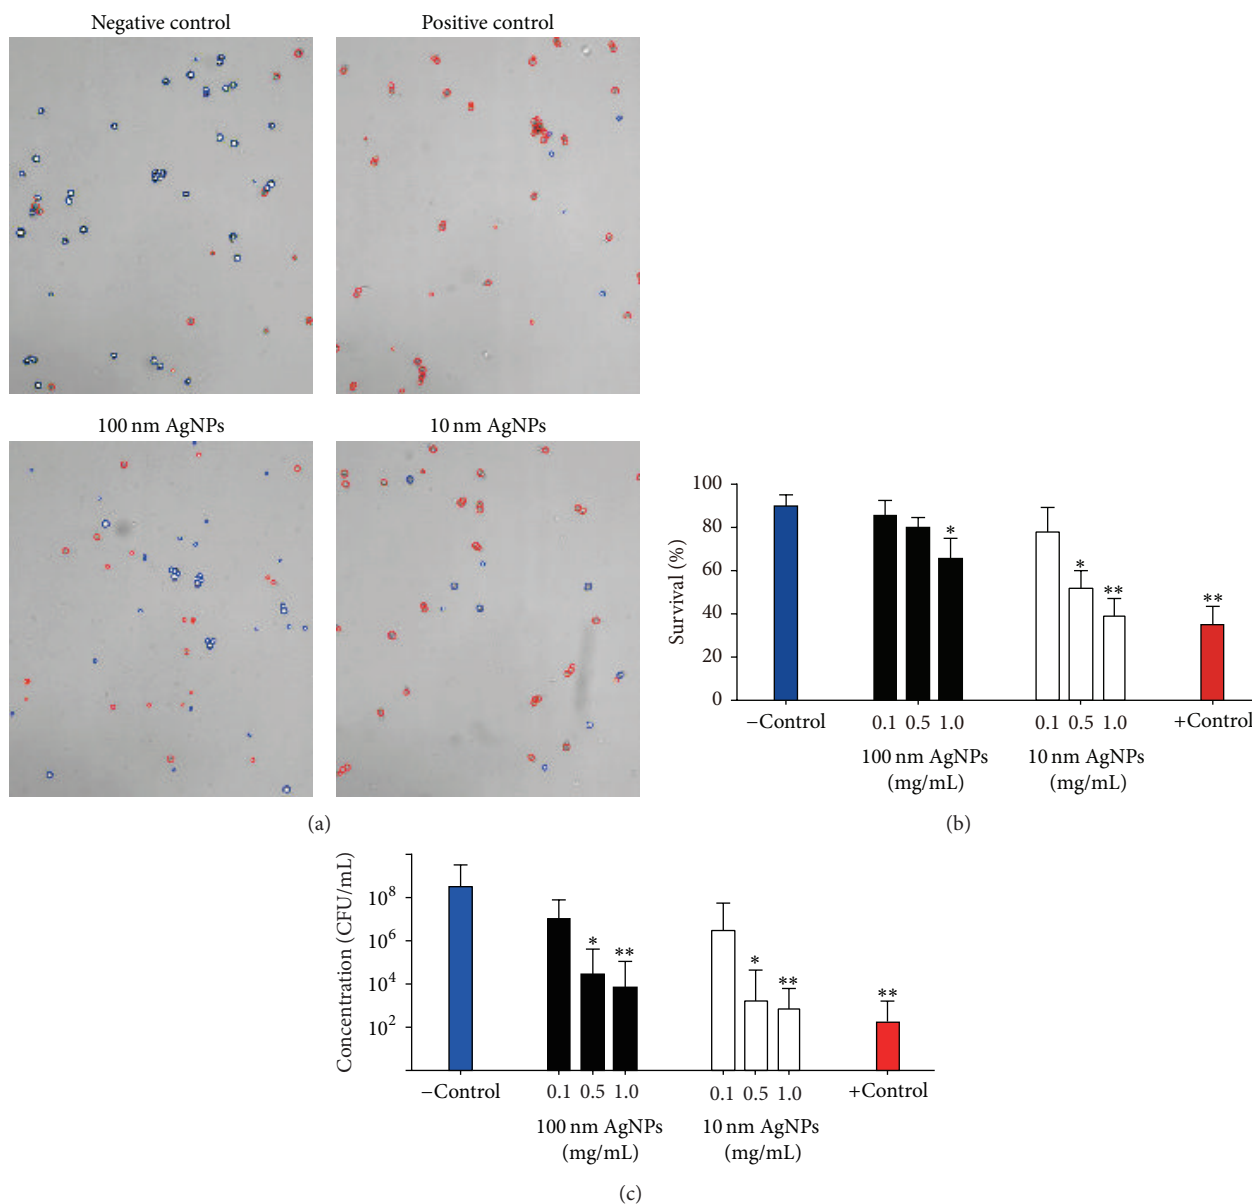 Negative control
Positive control
100 nm AgNPs
10 nm AgNPs
(a)
Survival (%)
100
80
60
40
20
0
*
*
**
**
−Control
0.1 0.5 1.0
0.1 0.5 1.0
+Control
100 nm AgNPs
(mg/mL)
10 nm AgNPs
(mg/mL)
(b)
Concentration (CFU/mL)
10^8
10^6
10^4
10^2
*
**
*
**
**
−Control
0.1 0.5 1.0
0.1 0.5 1.0
+Control
100 nm AgNPs
(mg/mL)
10 nm AgNPs
(mg/mL)
(c)